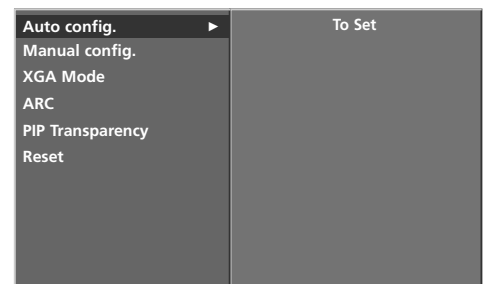 Auto config. ► To Set
Manual config.
XGA Mode
ARC
PIP Transparency
Reset